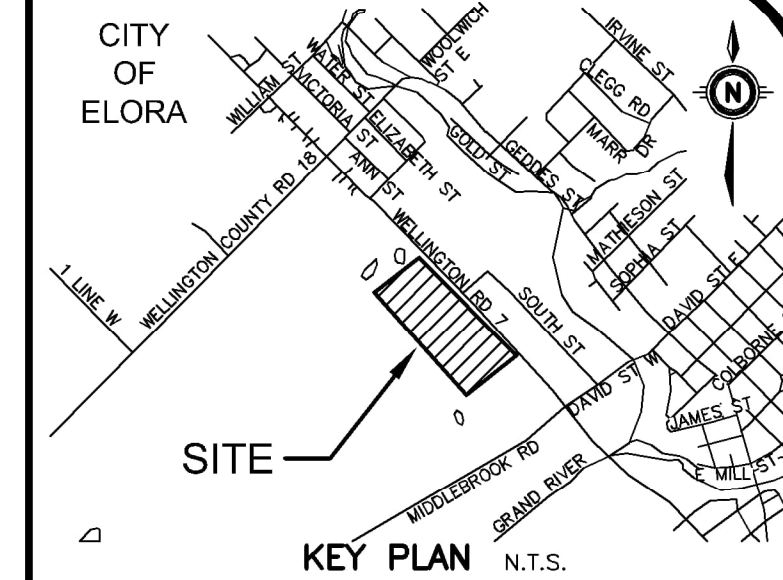 CITY
OF
ELORA
WILLIAM ST
VICTORIA ST
WATER ST
ELIZABETH ST
ANN ST
WOOLWICH
ST E
GOLD ST
GEDDES ST
IRVINE ST
CLEGG RD
MARR DR
N
MATHIESON ST
SOPHIA ST
DAVID ST E
COLBORNE
WELLINGTON COUNTY RD 18
1 LINE W
WELLINGTON RD 7
SOUTH ST
DAVID ST W
JAMES ST
E MILL ST
SITE
MIDDLEBROOK RD
GRAND RIVER
KEY PLAN N.T.S.